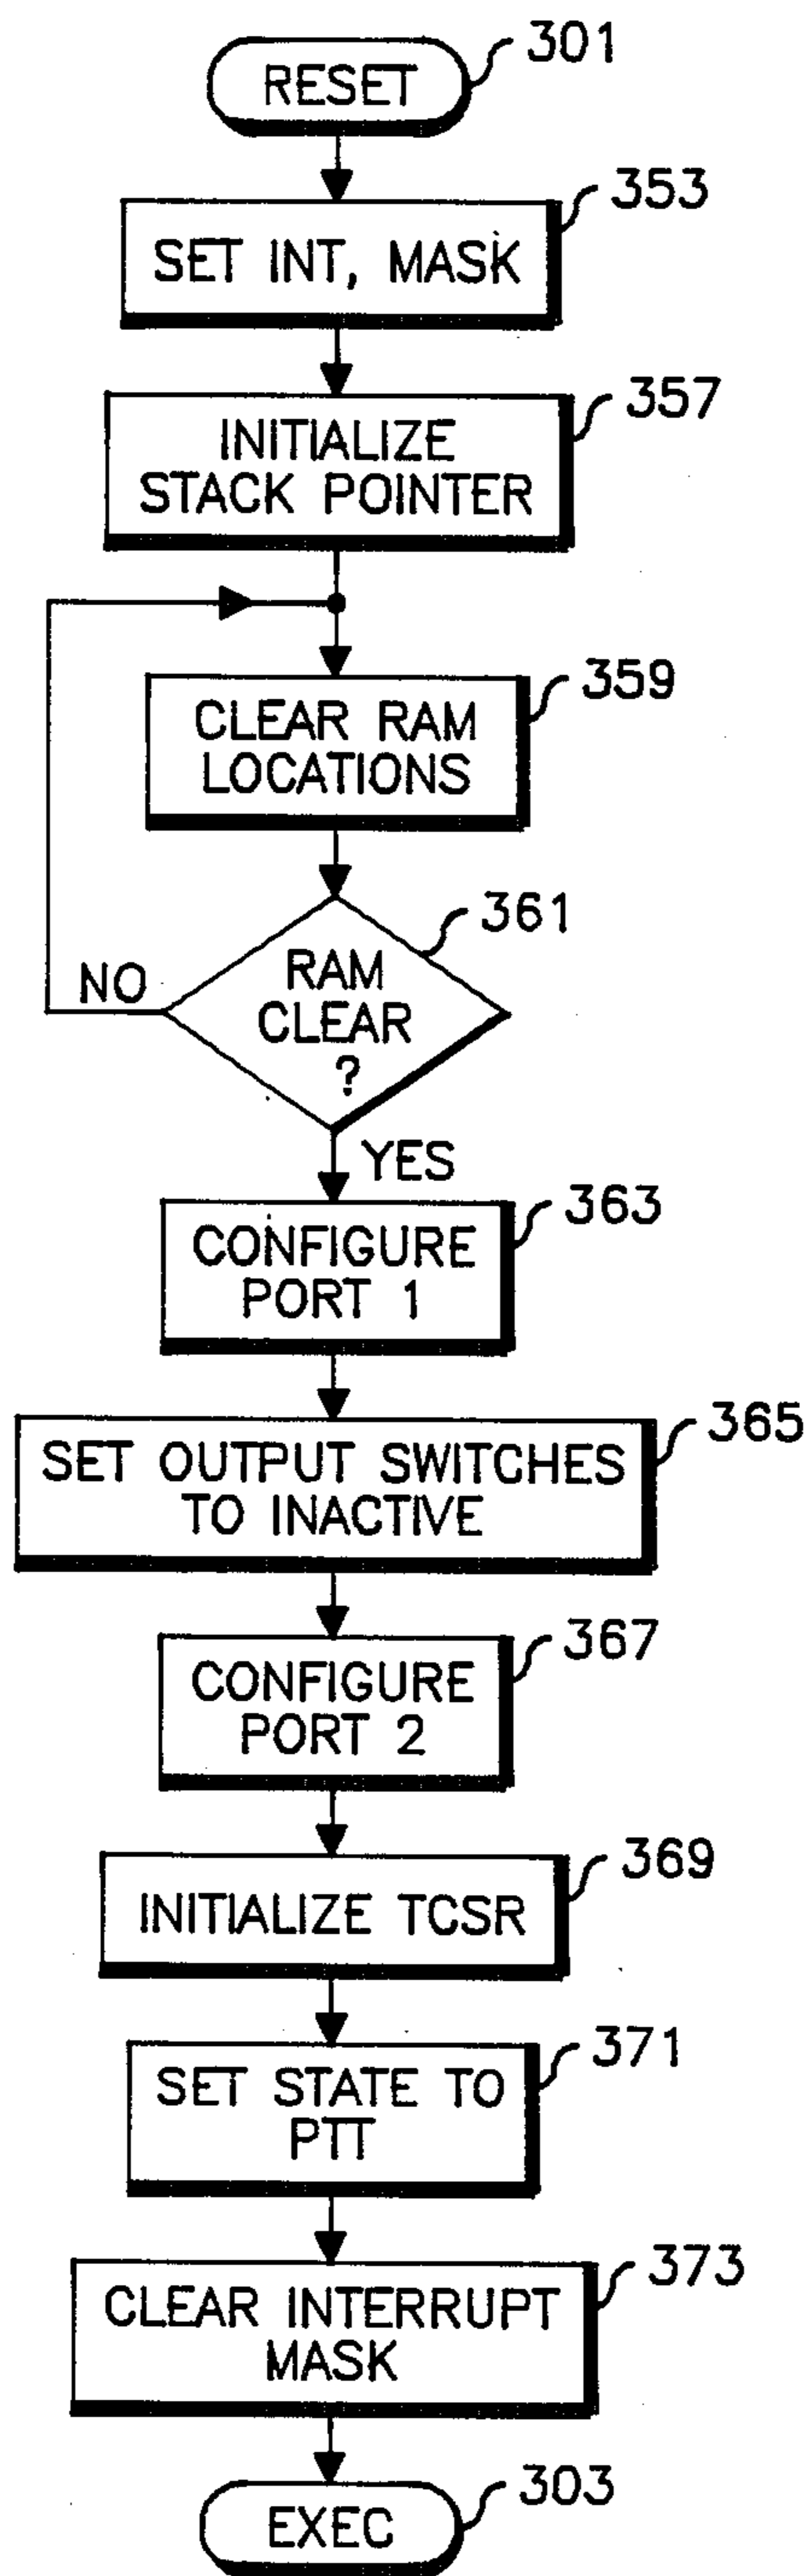 301
RESET
353
SET INT, MASK
357
INITIALIZE
STACK POINTER
359
CLEAR RAM
LOCATIONS
361
RAM
CLEAR
?
NO
YES
363
CONFIGURE
PORT 1
365
SET OUTPUT SWITCHES
TO INACTIVE
367
CONFIGURE
PORT 2
369
INITIALIZE TCSR
371
SET STATE TO
PTT
373
CLEAR INTERRUPT
MASK
303
EXEC